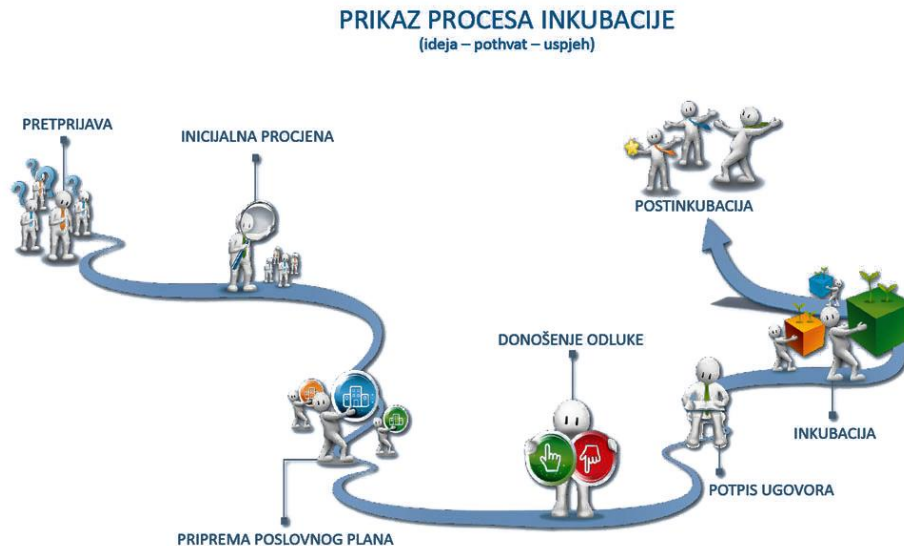 PRIKAZ PROCESA INKUBACIJE
(ideja – pothvat – uspjeh)
PRETPRIJAVA
INICIJALNA PROCJENA
PRIPREMA POSLOVNOG PLANA
DONOŠENJE ODLUKE
POTPIS UGOVORA
INKUBACIJA
POSTINKUBACIJA